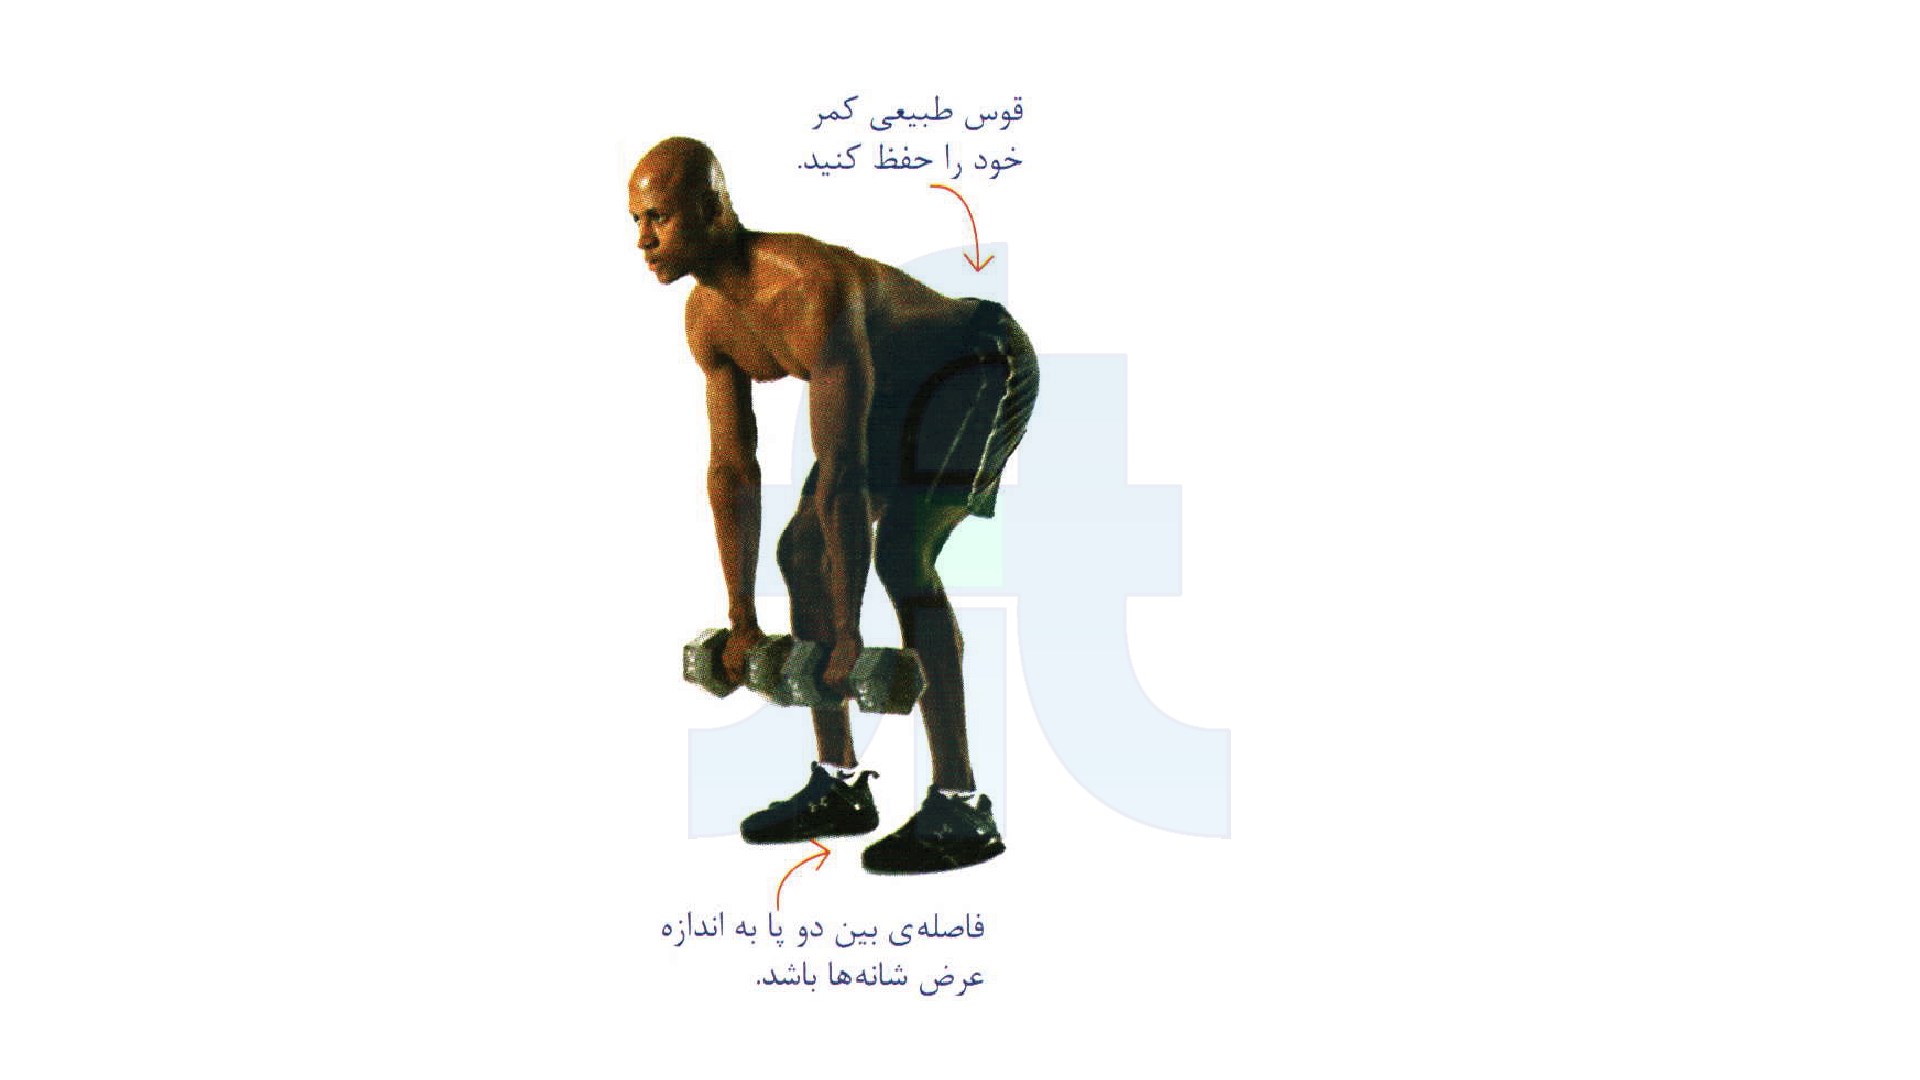 قوس طبیعی کمر
خود را حفظ کنید.
فاصله‌ی بین دو پا به اندازه
عرض شانه‌ها باشد.